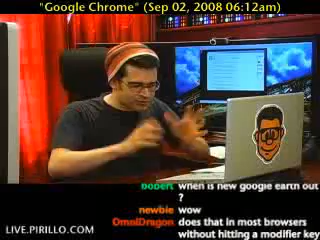 "Google Chrome" (Sep 02, 2008 06:12am)
LIVE.PIRILLO.COM
bobert when is new google earth out
?
newbie wow
OmniDragon does that in most browsers
without hitting a modifier key